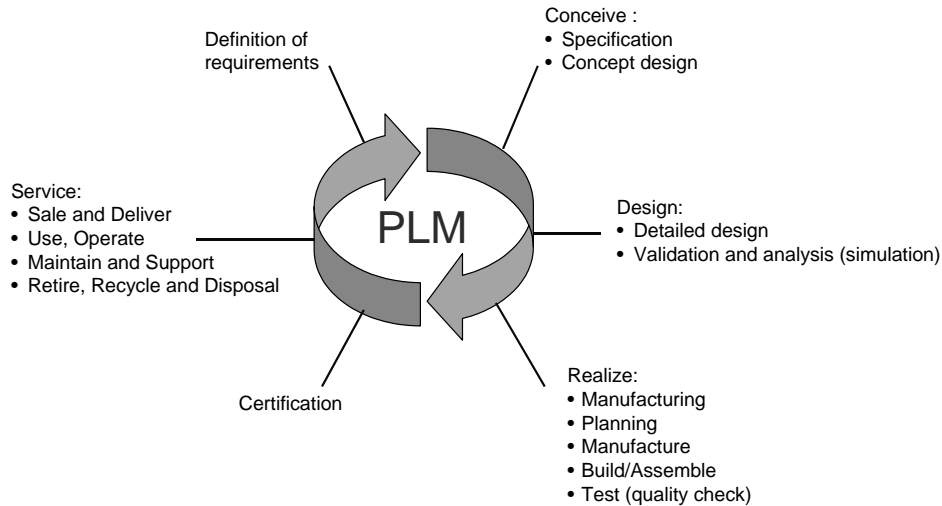 Definition of
requirements
Conceive :
• Specification
• Concept design
Service:
• Sale and Deliver
• Use, Operate
• Maintain and Support
• Retire, Recycle and Disposal
PLM
Design:
• Detailed design
• Validation and analysis (simulation)
Certification
Realize:
• Manufacturing
• Planning
• Manufacture
• Build/Assemble
• Test (quality check)